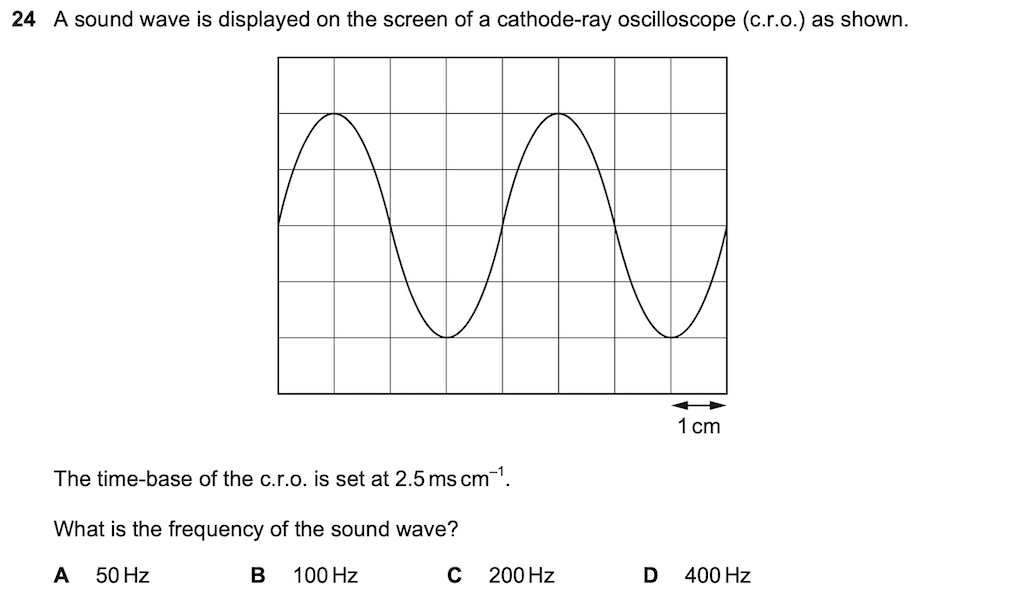 24 A sound wave is displayed on the screen of a cathode-ray oscilloscope (c.r.o.) as shown.
1 cm
The time-base of the c.r.o. is set at 2.5 ms cm⁻¹.
What is the frequency of the sound wave?
A 50 Hz B 100 Hz C 200 Hz D 400 Hz